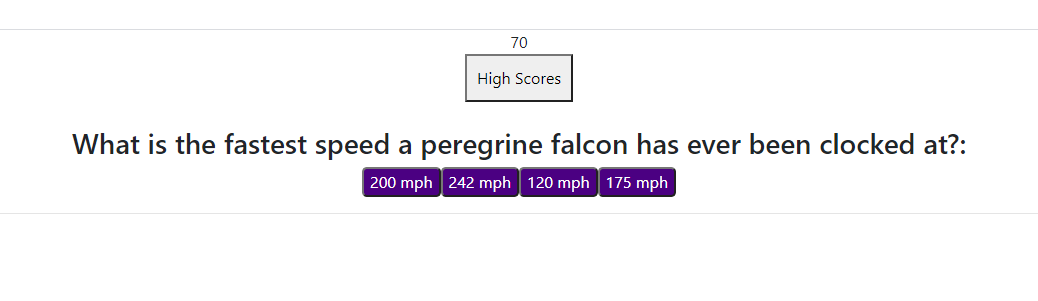 70
High Scores
What is the fastest speed a peregrine falcon has ever been clocked at?:
200 mph 242 mph 120 mph 175 mph